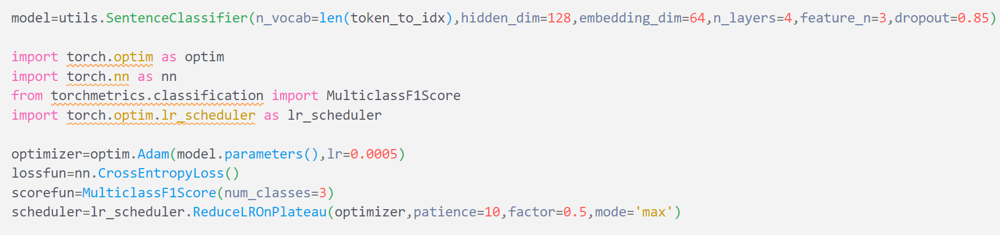 model=utils.SentenceClassifier(n_vocab=len(token_to_idx),hidden_dim=128,embedding_dim=64,n_layers=4,feature_n=3,dropout=0.85)
import torch.optim as optim
import torch.nn as nn
from torchmetrics.classification import MulticlassF1Score
import torch.optim.lr_scheduler as lr_scheduler
optimizer=optim.Adam(model.parameters(),lr=0.0005)
lossfun=nn.CrossEntropyLoss()
scorefun=MulticlassF1Score(num_classes=3)
scheduler=lr_scheduler.ReduceLROnPlateau(optimizer,patience=10,factor=0.5,mode='max')